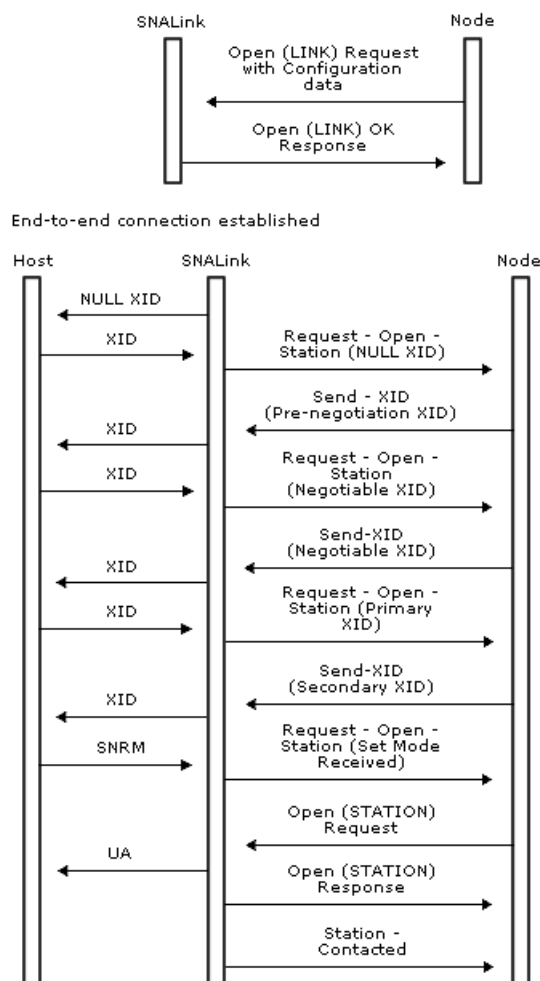 SNALink
Node
Open (LINK) Request
with Configuration
data
Open (LINK) OK
Response
End-to-end connection established
Host
SNALink
Node
NULL XID
XID
Request - Open -
Station (NULL XID)
Send - XID
(Pre-negotiation XID)
XID
XID
Request - Open -
Station
(Negotiable XID)
Send-XID
(Negotiable XID)
XID
XID
Request - Open -
Station (Primary
XID)
Send-XID
(Secondary XID)
XID
SNRM
Request - Open -
Station (Set Mode
Received)
Open (STATION)
Request
UA
Open (STATION)
Response
Station -
Contacted